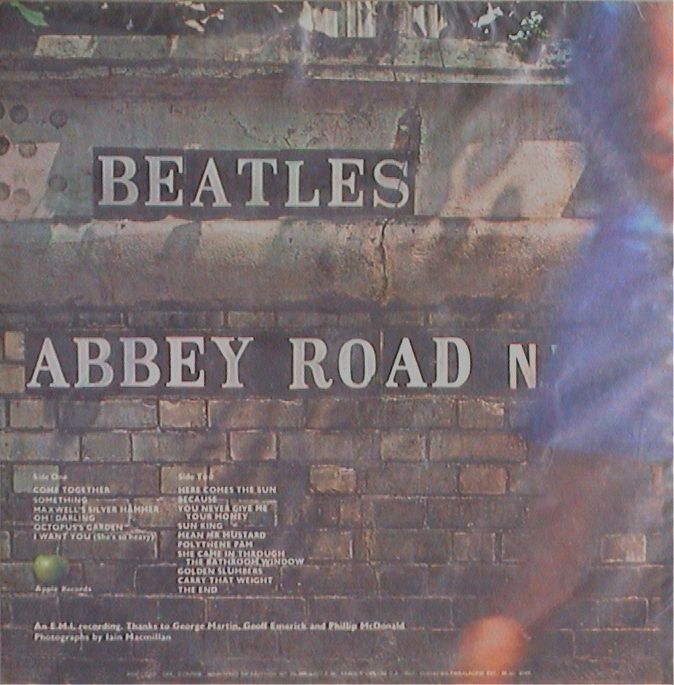 BEATLES
ABBEY ROAD N
Side One
COME TOGETHER
SOMETHING
MAXWELL'S SILVER HAMMER
OH! DARLING
OCTOPUS'S GARDEN
I WANT YOU (She's so heavy)
Apple Records
Side Two
HERE COMES THE SUN
BECAUSE
YOU NEVER GIVE ME
YOUR MONEY
SUN KING
MEAN MR MUSTARD
POLYTHENE PAM
SHE CAME IN THROUGH
THE BATHROOM WINDOW
GOLDEN SLUMBERS
CARRY THAT WEIGHT
THE END
An E.M.I. recording. Thanks to George Martin, Geoff Emerick and Phillip McDonald
Photographs by Iain Macmillan